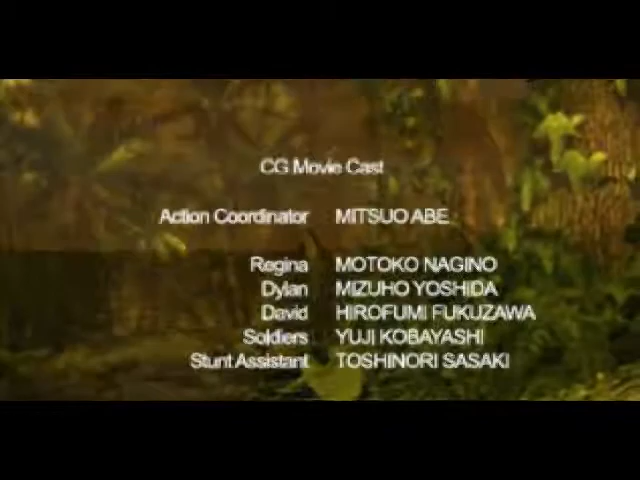 CG Movie Cast
Action Coordinator MITSUO ABE
Regina MOTOKO NAGINO
Dylan MIZUHO YOSHIDA
David HIROFUMI FUKUZAWA
Soldiers YUJI KOBAYASHI
Stunt Assistant TOSHINORI SASAKI